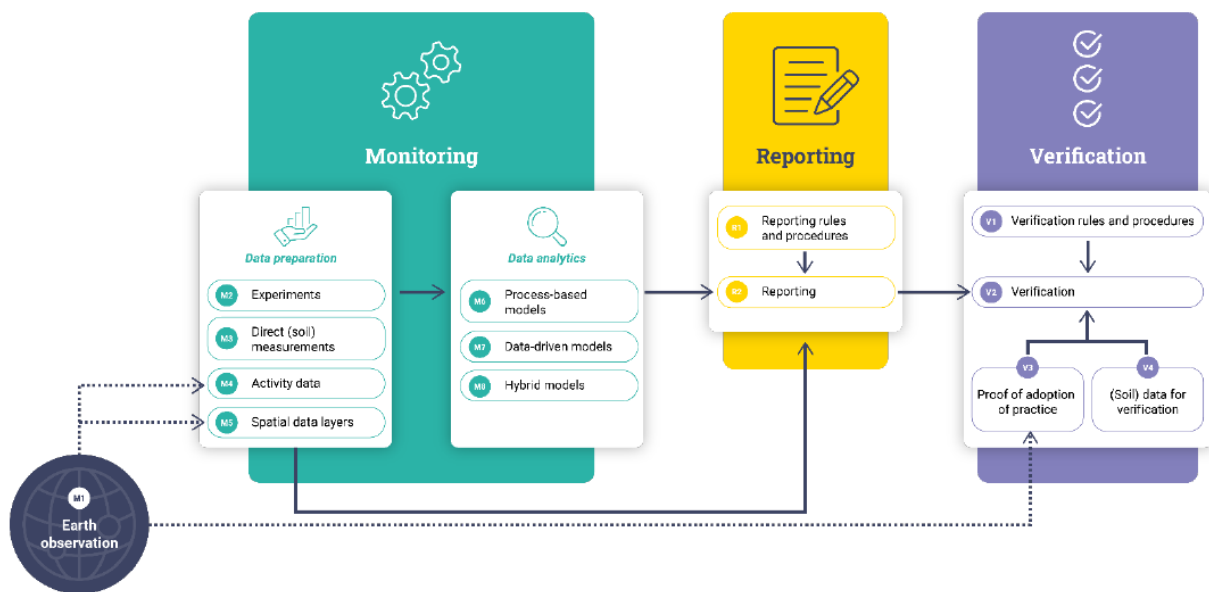 Monitoring
Reporting
Verification
Data preparation
M2 Experiments
M3 Direct (soil)
measurements
M4 Activity data
M5 Spatial data layers
Data analytics
M6 Process-based
models
M7 Data-driven models
M8 Hybrid models
R1 Reporting rules
and procedures
R2 Reporting
V1 Verification rules and procedures
V2 Verification
V3
Proof of adoption
of practice
V4
(Soil) data for
verification
M1
Earth
observation